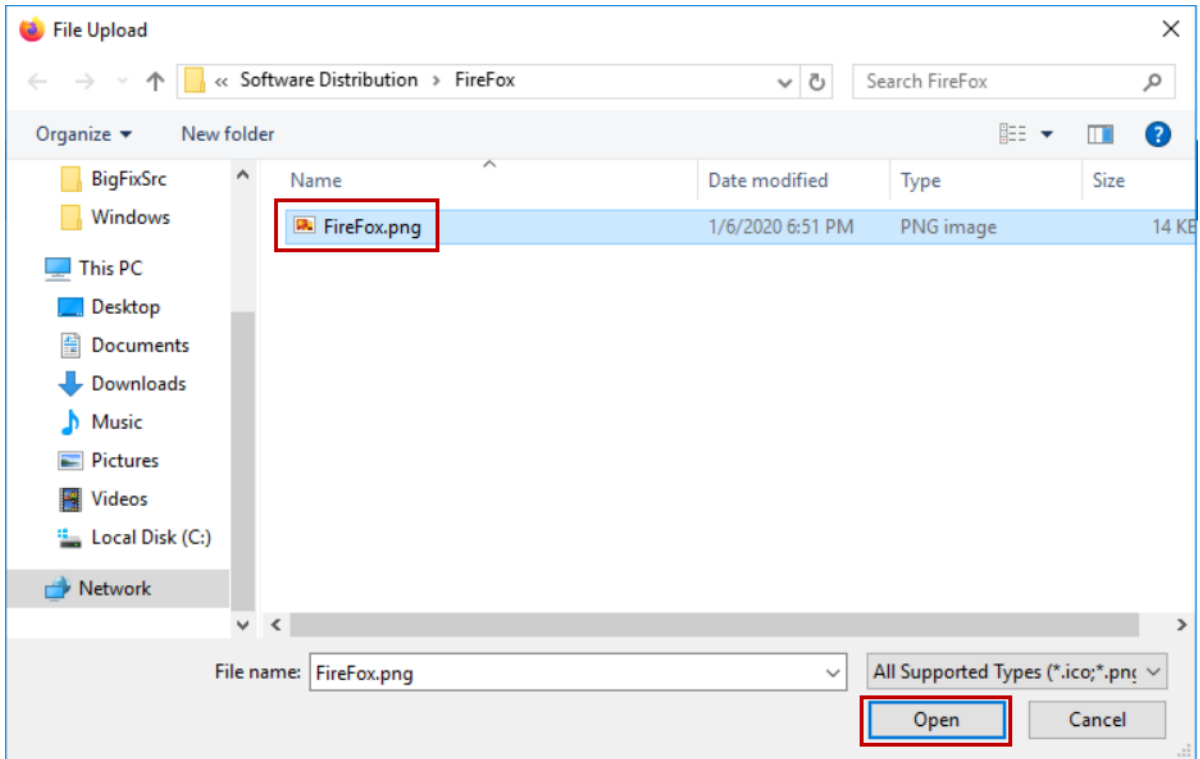 File Upload
« Software Distribution > FireFox
Search FireFox
Organize
New folder
?
BigFixSrc
Windows
This PC
Desktop
Documents
Downloads
Music
Pictures
Videos
Local Disk (C:)
Network
Name Date modified Type Size
FireFox.png 1/6/2020 6:51 PM PNG image 14 KB
File name: FireFox.png
All Supported Types (*.ico;*.png
Open Cancel